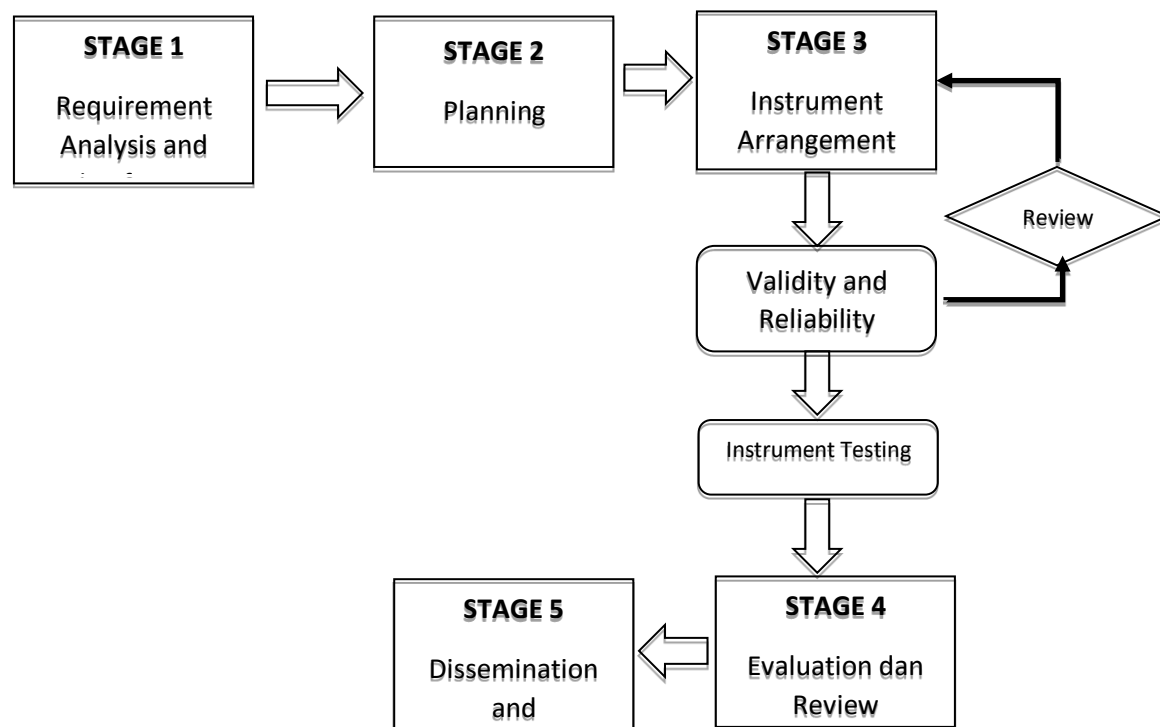 STAGE 1
Requirement
Analysis and
STAGE 2
Planning
STAGE 3
Instrument
Arrangement
Review
Validity and
Reliability
Instrument Testing
STAGE 5
Dissemination
and
STAGE 4
Evaluation dan
Review